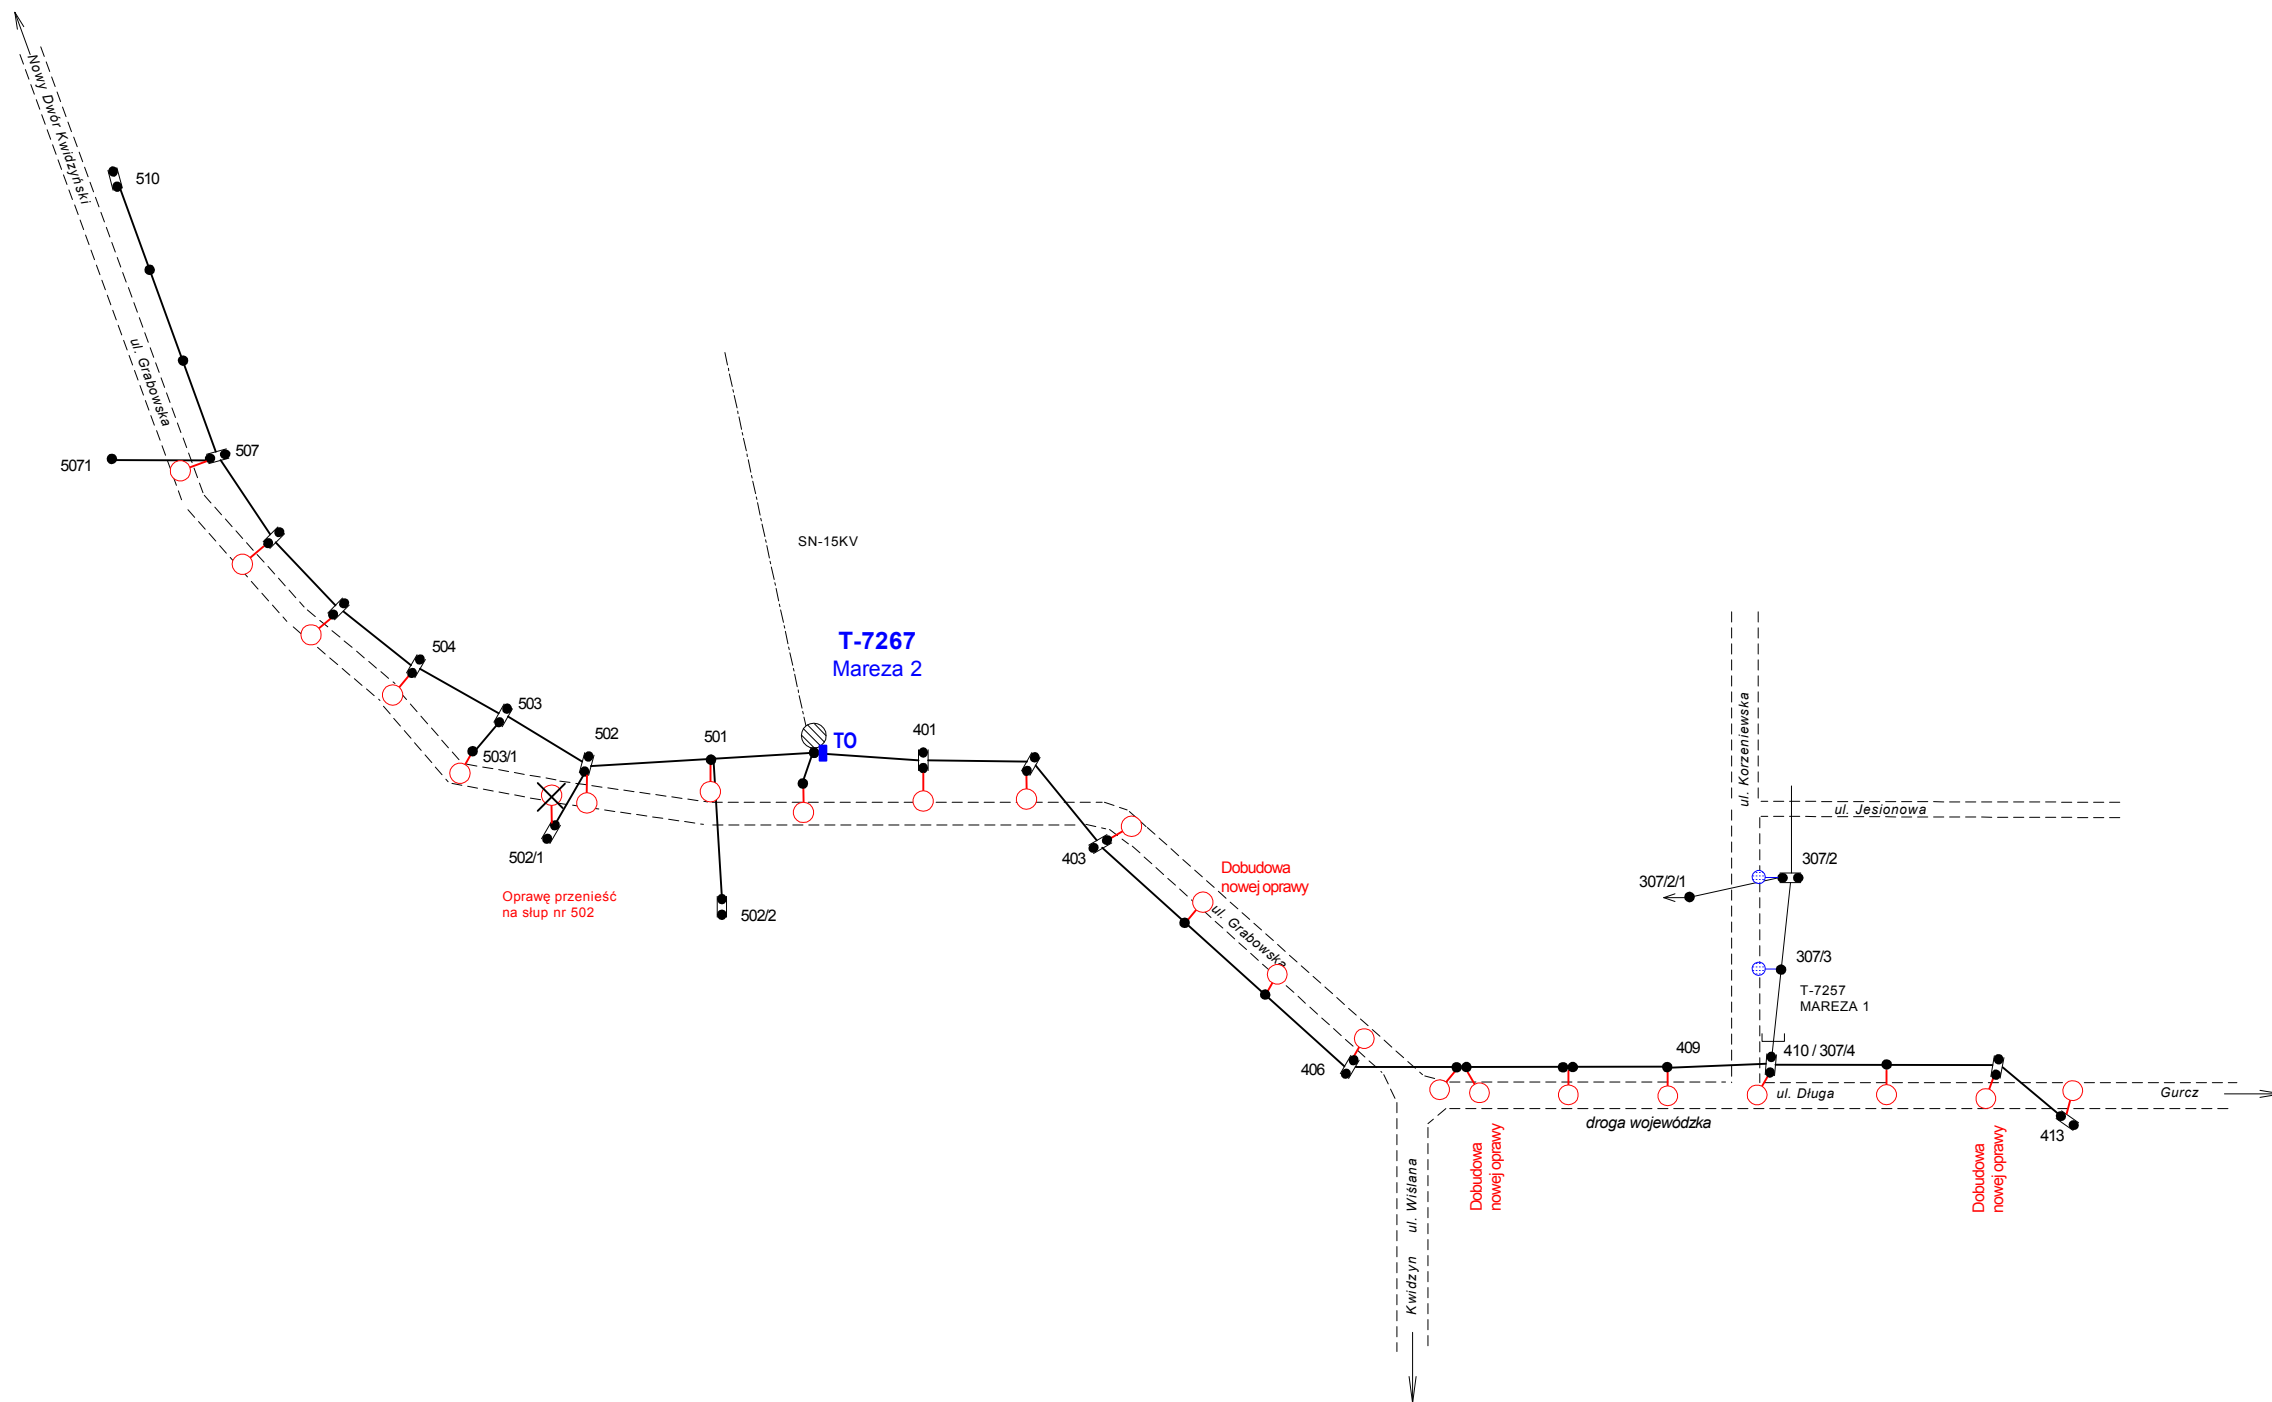 Nowy Dwór Kwidzyński
510
ul. Grabowska
507
5071
SN-15KV
T-7267
Mareza 2
504
503
503/1
502
501
TO
401
502/1
Oprawę przenieść
na słup nr 502
502/2
403
Dobudowa
nowej oprawy
ul. Grabowska
406
ul. Korzeniewska
ul. Jesionowa
307/2
307/2/1
307/3
T-7257
MAREZA 1
409
410 / 307/4
ul. Długa
Gurcz
droga wojewódzka
413
Dobudowa
nowej oprawy
Dobudowa
nowej oprawy
Kwidzyn ul. Wiślana